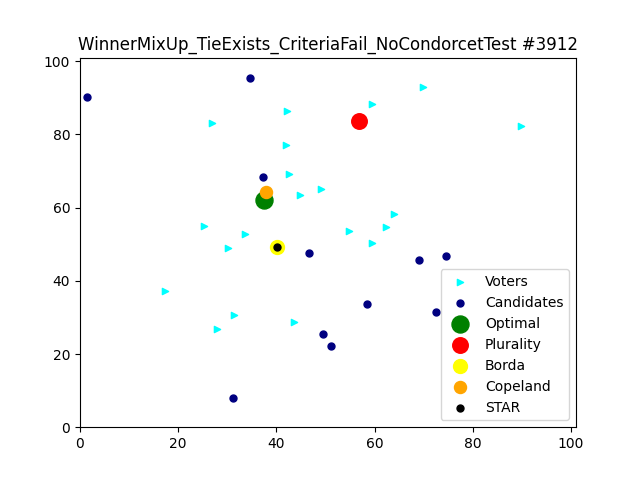 WinnerMixUp_TieExists_CriteriaFail_NoCondorcetTest #3912
100
80
60
40
20
0
0 20 40 60 80 100
Voters
Candidates
Optimal
Plurality
Borda
Copeland
STAR